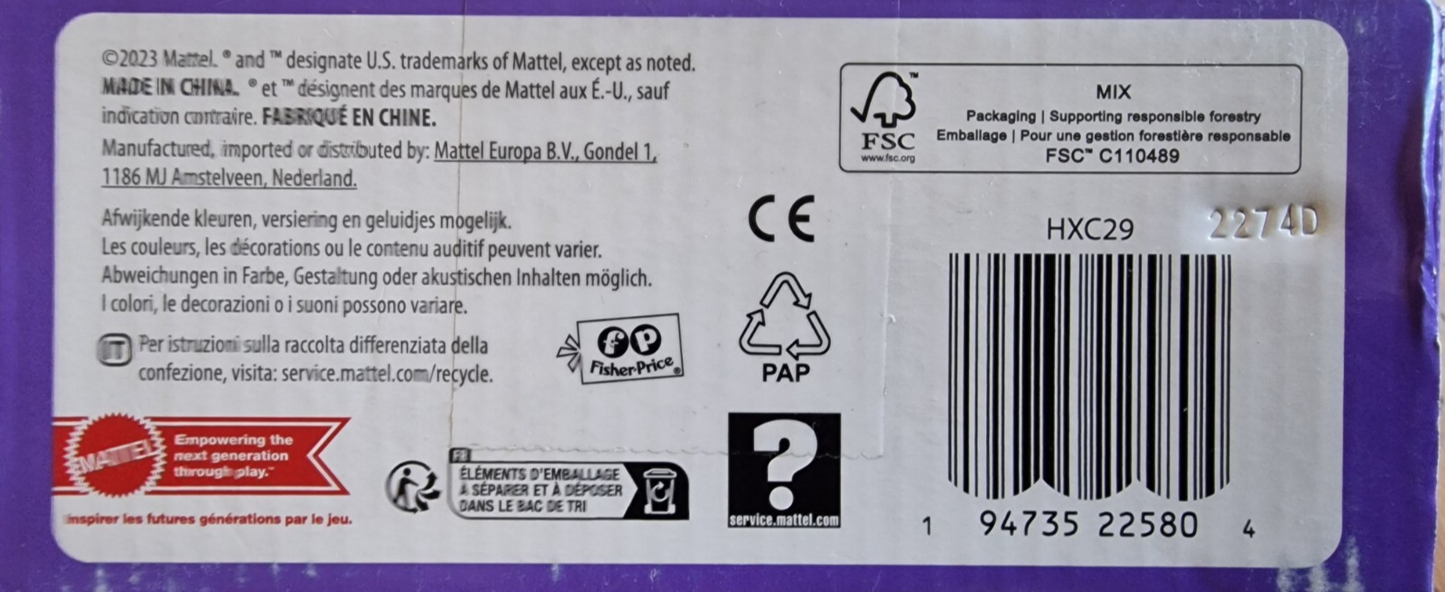 ©2023 Mattel. ® and ™ designate U.S. trademarks of Mattel, except as noted.
MADE IN CHINA. ® et ™ désignent des marques de Mattel aux É.-U., sauf
indication contraire. FABRIQUÉ EN CHINE.
Manufactured, imported or distributed by: Mattel Europa B.V., Gondel 1,
1186 MJ Amstelveen, Nederland.
Afwijkende kleuren, versiering en geluidjes mogelijk.
Les couleurs, les décorations ou le contenu auditif peuvent varier.
Abweichungen in Farbe, Gestaltung oder akustischen Inhalten möglich.
I colori, le decorazioni o i suoni possono variare.
IT Per istruzioni sulla raccolta differenziata della
confezione, visita: service.mattel.com/recycle.
fp
Fisher-Price®
MATTEL
Empowering the
next generation
through play.™
Inspirer les futures générations par le jeu.
FR
ÉLÉMENTS D'EMBALLAGE
À SÉPARER ET À DÉPOSER
DANS LE BAC DE TRI
CE
PAP
?
service.mattel.com
™
FSC
www.fsc.org
MIX
Packaging | Supporting responsible forestry
Emballage | Pour une gestion forestière responsable
FSC™ C110489
HXC29
2274D
1 94735 22580 4